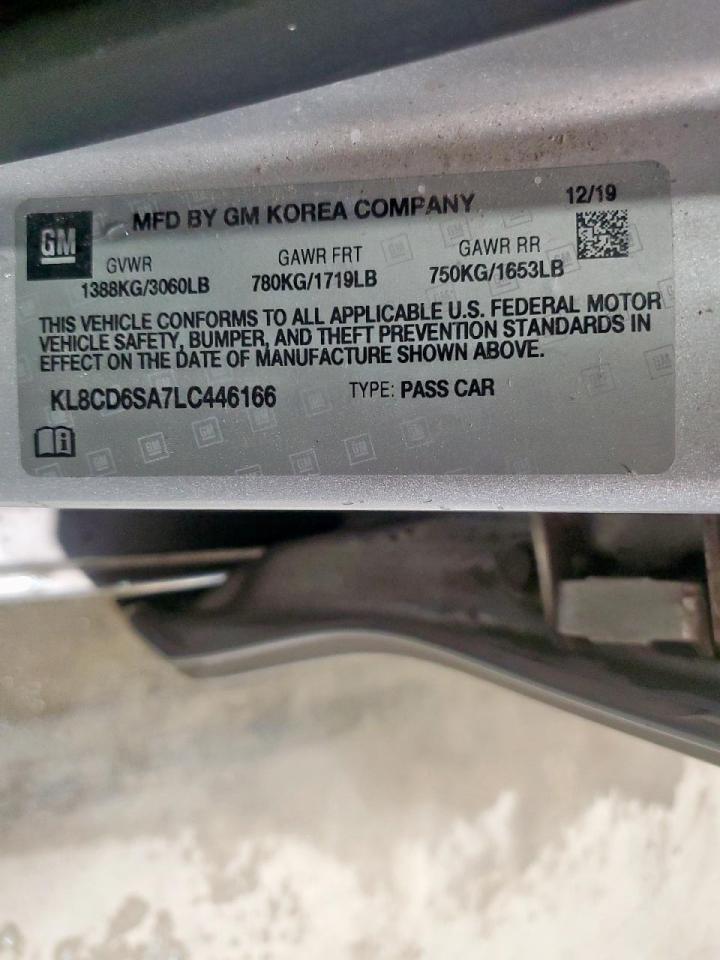 MFD BY GM KOREA COMPANY 12/19
GM
GVWR GAWR FRT GAWR RR
1388KG/3060LB 780KG/1719LB 750KG/1653LB
THIS VEHICLE CONFORMS TO ALL APPLICABLE U.S. FEDERAL MOTOR
VEHICLE SAFETY, BUMPER, AND THEFT PREVENTION STANDARDS IN
EFFECT ON THE DATE OF MANUFACTURE SHOWN ABOVE.
KL8CD6SA7LC446166 TYPE: PASS CAR